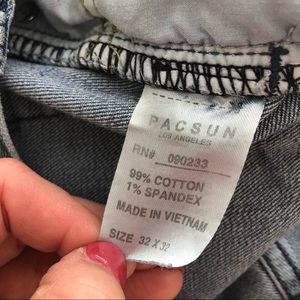 PACSUN
LOS ANGELES
RN# 090233
99% COTTON
1% SPANDEX
MADE IN VIETNAM
SIZE 32 X 32